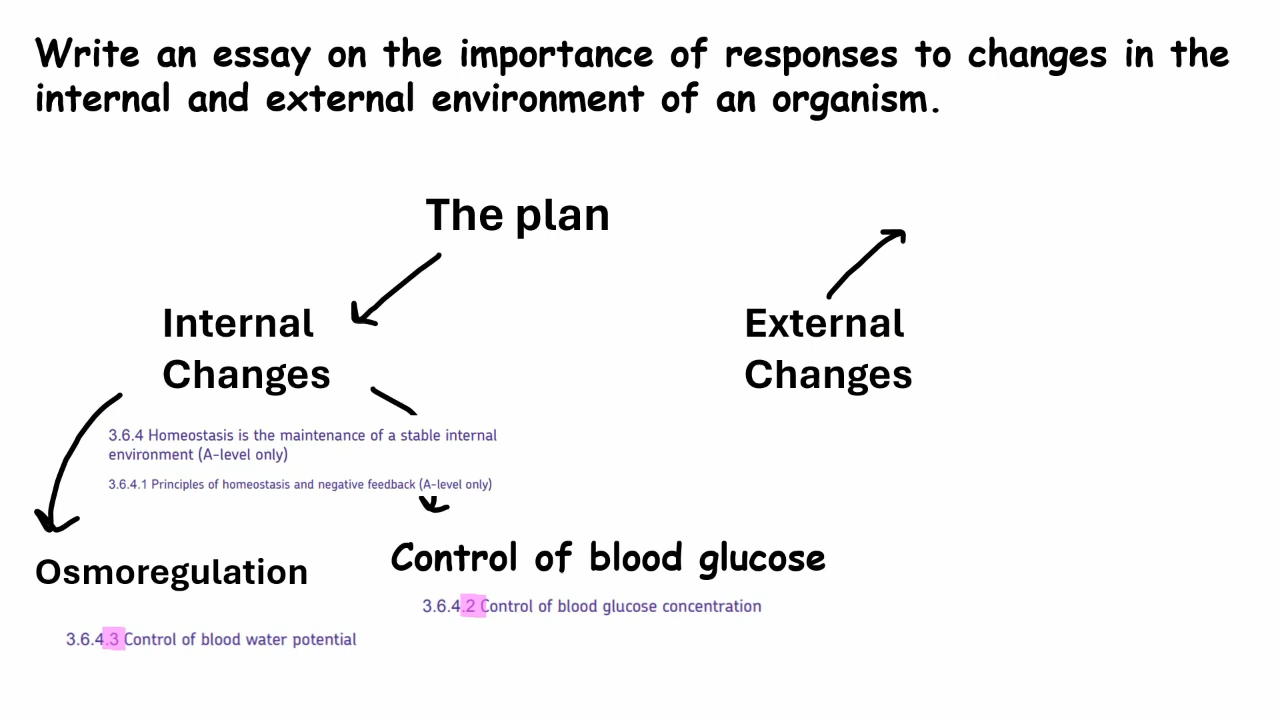 Write an essay on the importance of responses to changes in the
internal and external environment of an organism.
The plan
Internal
Changes
External
Changes
3.6.4 Homeostasis is the maintenance of a stable internal
environment (A-level only)
3.6.4.1 Principles of homeostasis and negative feedback (A-level only)
Osmoregulation
3.6.4.3 Control of blood water potential
Control of blood glucose
3.6.4.2 Control of blood glucose concentration